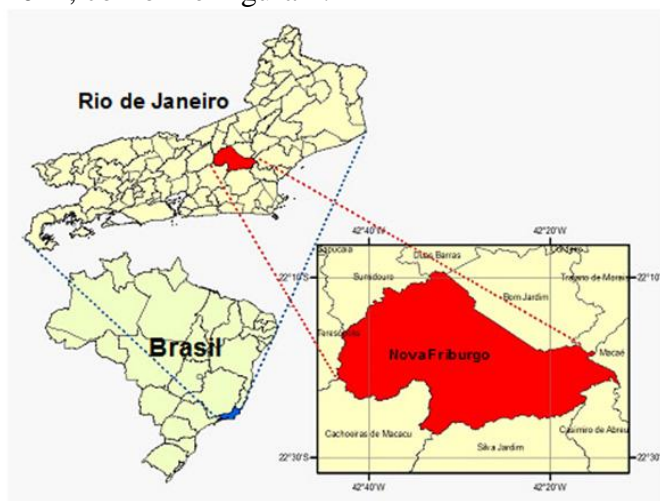 Rio de Janeiro
Brasil
42°40'W
42°20'W
Duas Barras
Sumidouro
Trajano de Morais
22°10'S
22°10'
Bom Jardim
Teresópolis
Macaé
Nova Friburgo
Cachoeiras de Macacu
Casimiro de Abreu
Silva Jardim
22°30'S
22°30'
42°40'W
42°20'W